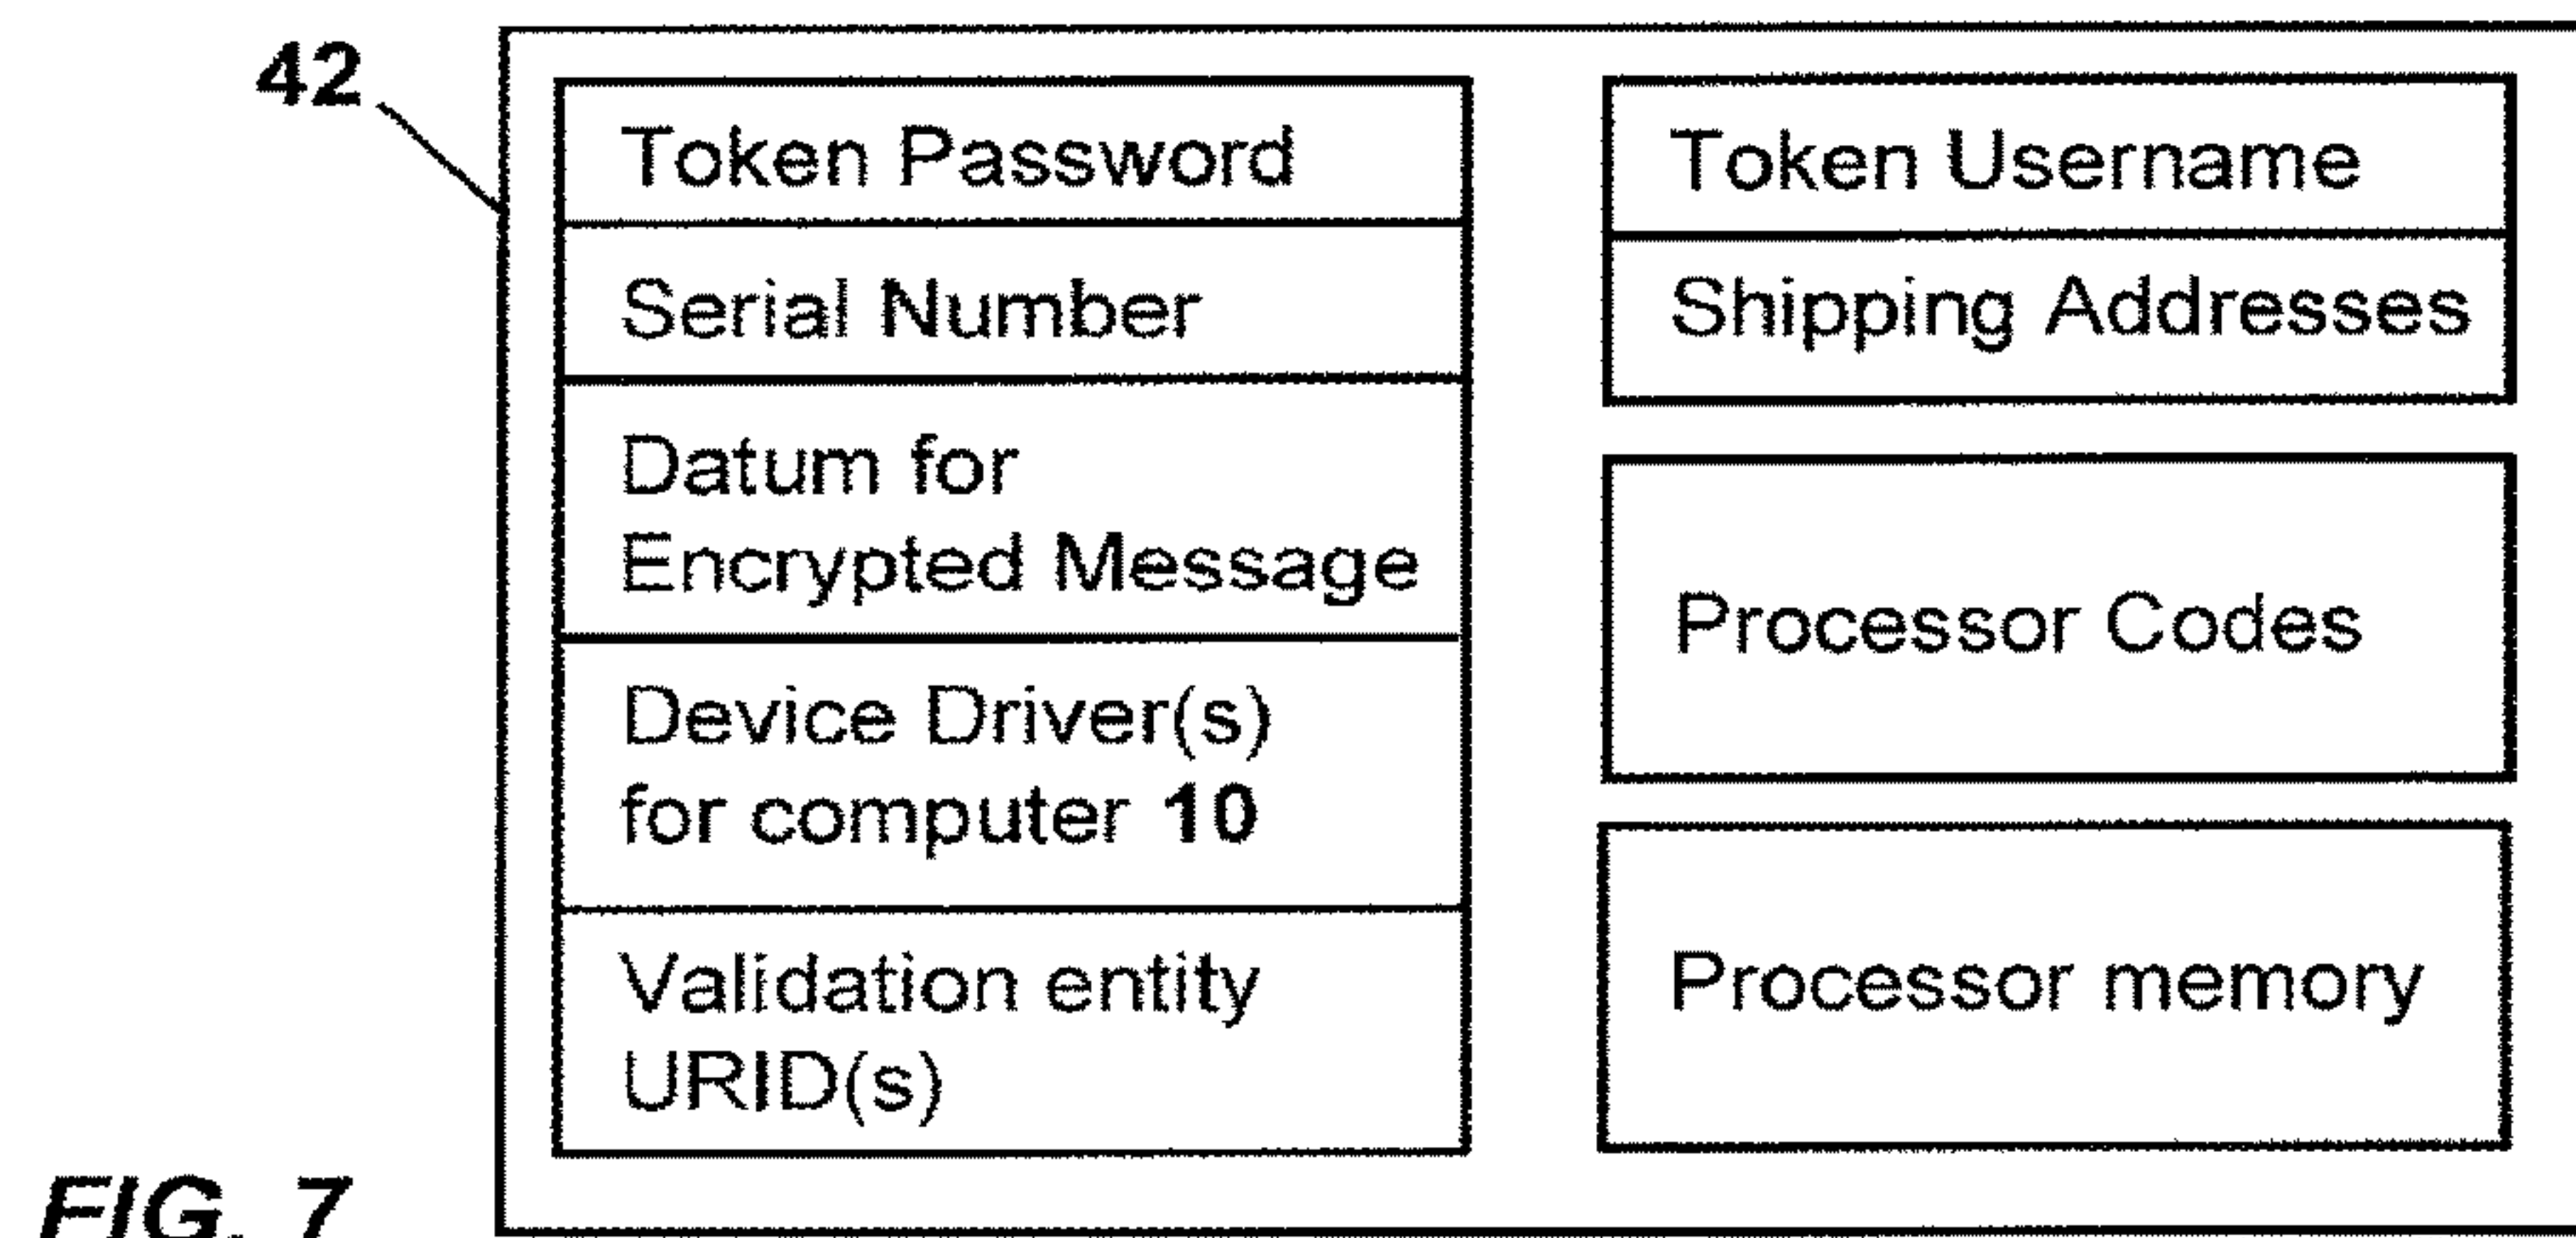 42
Token Password
Serial Number
Datum for
Encrypted Message
Device Driver(s)
for computer 10
Validation entity
URID(s)
Token Username
Shipping Addresses
Processor Codes
Processor memory
FIG. 7